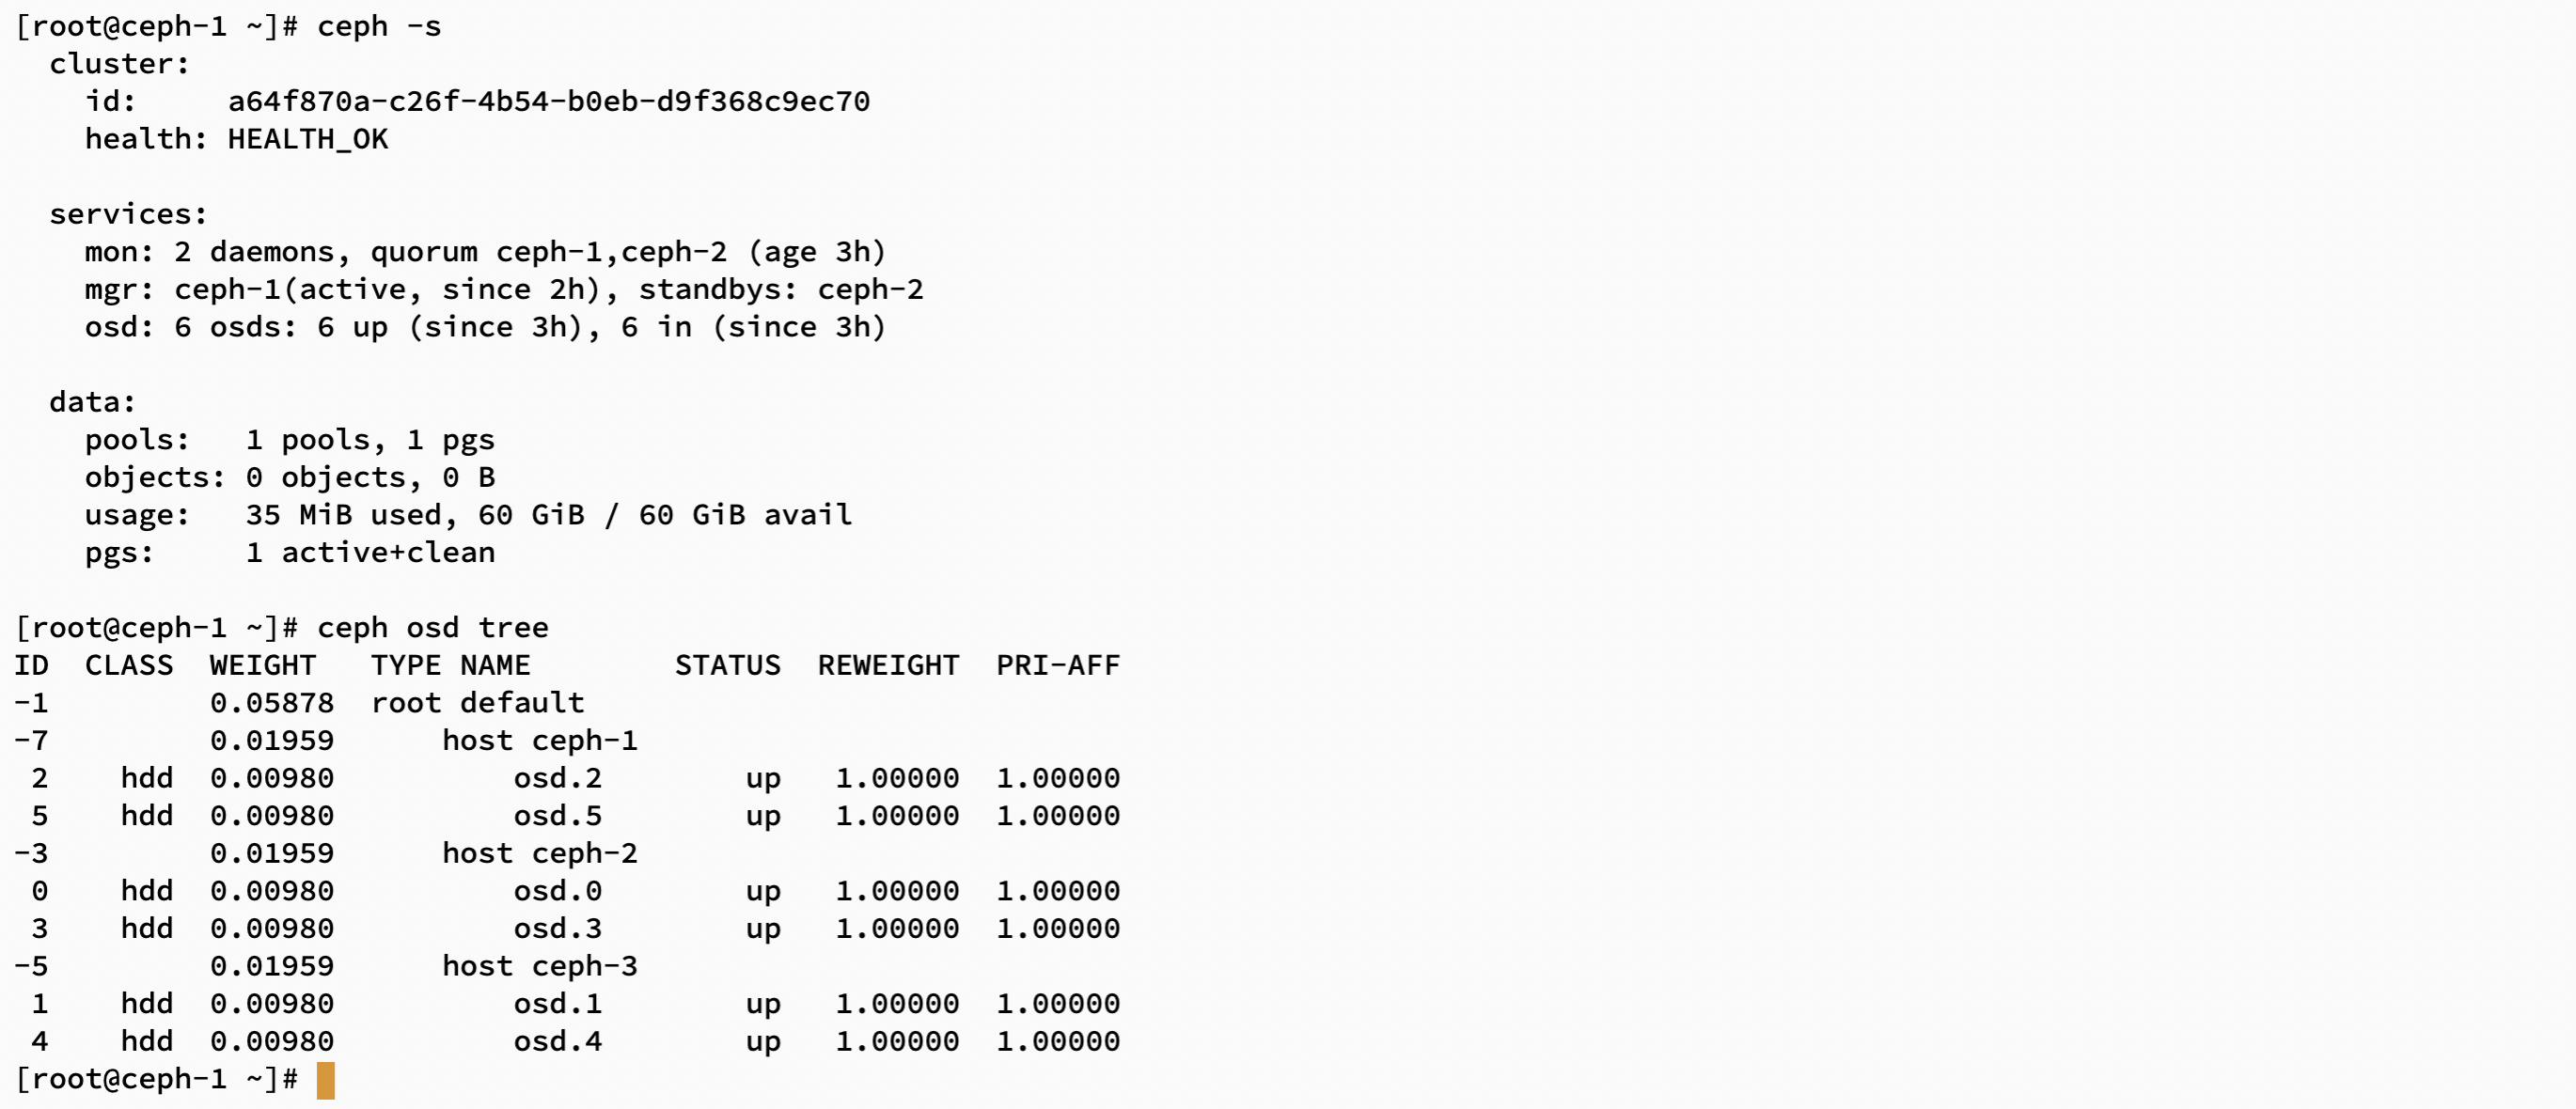 [root@ceph-1 ~]# ceph -s
  cluster:
    id:     a64f870a-c26f-4b54-b0eb-d9f368c9ec70
    health: HEALTH_OK

  services:
    mon: 2 daemons, quorum ceph-1,ceph-2 (age 3h)
    mgr: ceph-1(active, since 2h), standbys: ceph-2
    osd: 6 osds: 6 up (since 3h), 6 in (since 3h)

  data:
    pools:   1 pools, 1 pgs
    objects: 0 objects, 0 B
    usage:   35 MiB used, 60 GiB / 60 GiB avail
    pgs:     1 active+clean

[root@ceph-1 ~]# ceph osd tree
ID  CLASS  WEIGHT   TYPE NAME        STATUS  REWEIGHT  PRI-AFF
-1         0.05878  root default
-7         0.01959      host ceph-1
 2    hdd  0.00980          osd.2        up   1.00000  1.00000
 5    hdd  0.00980          osd.5        up   1.00000  1.00000
-3         0.01959      host ceph-2
 0    hdd  0.00980          osd.0        up   1.00000  1.00000
 3    hdd  0.00980          osd.3        up   1.00000  1.00000
-5         0.01959      host ceph-3
 1    hdd  0.00980          osd.1        up   1.00000  1.00000
 4    hdd  0.00980          osd.4        up   1.00000  1.00000
[root@ceph-1 ~]#